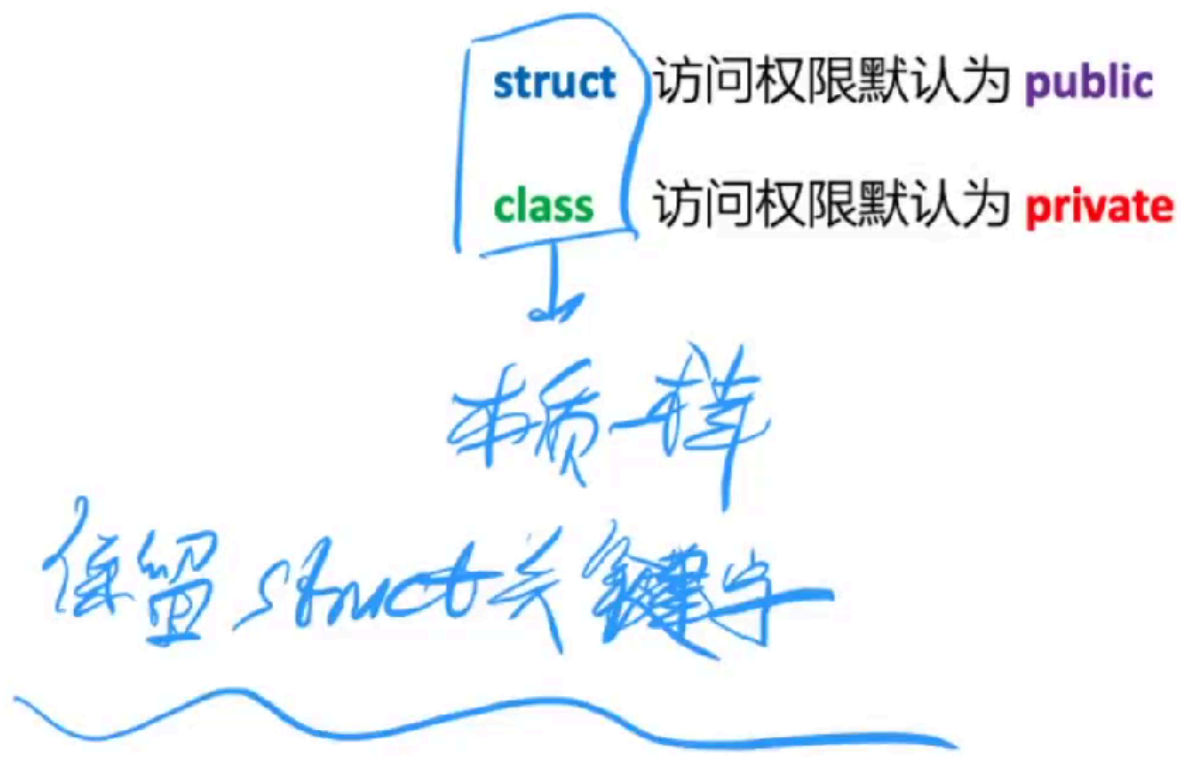 struct 访问权限默认为 public
class 访问权限默认为 private
本质一样
保留struct关键字